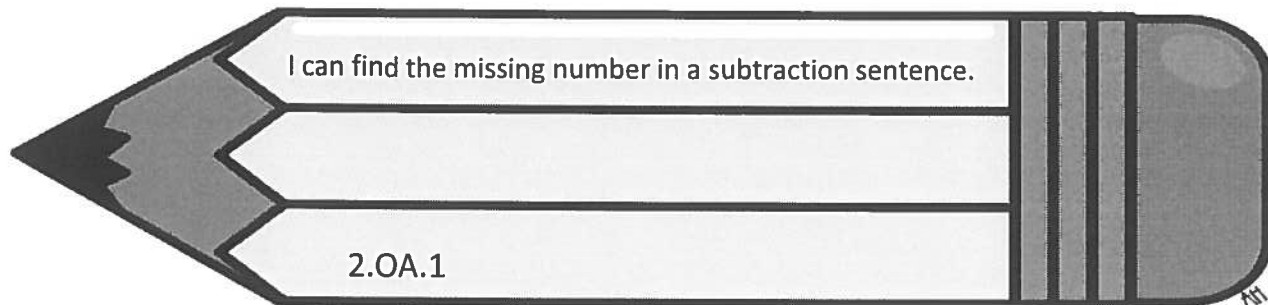 I can find the missing number in a subtraction sentence.
2.OA.1